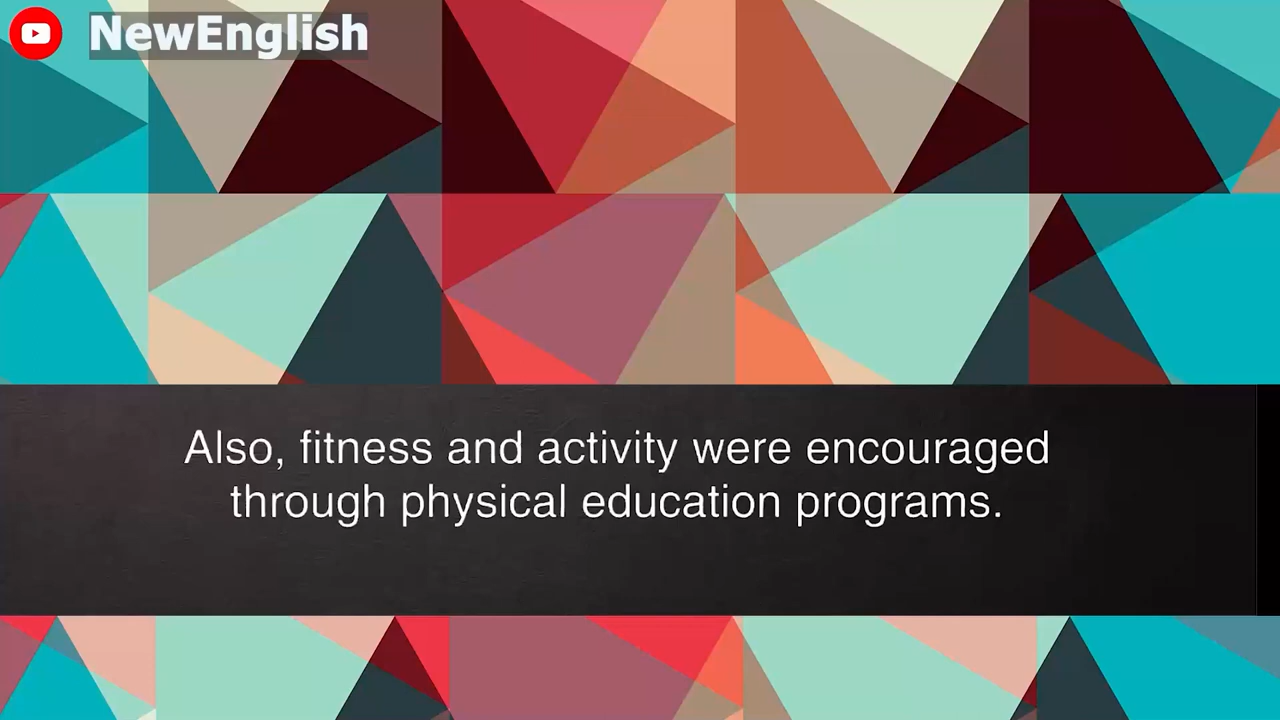 NewEnglish
Also, fitness and activity were encouraged
through physical education programs.